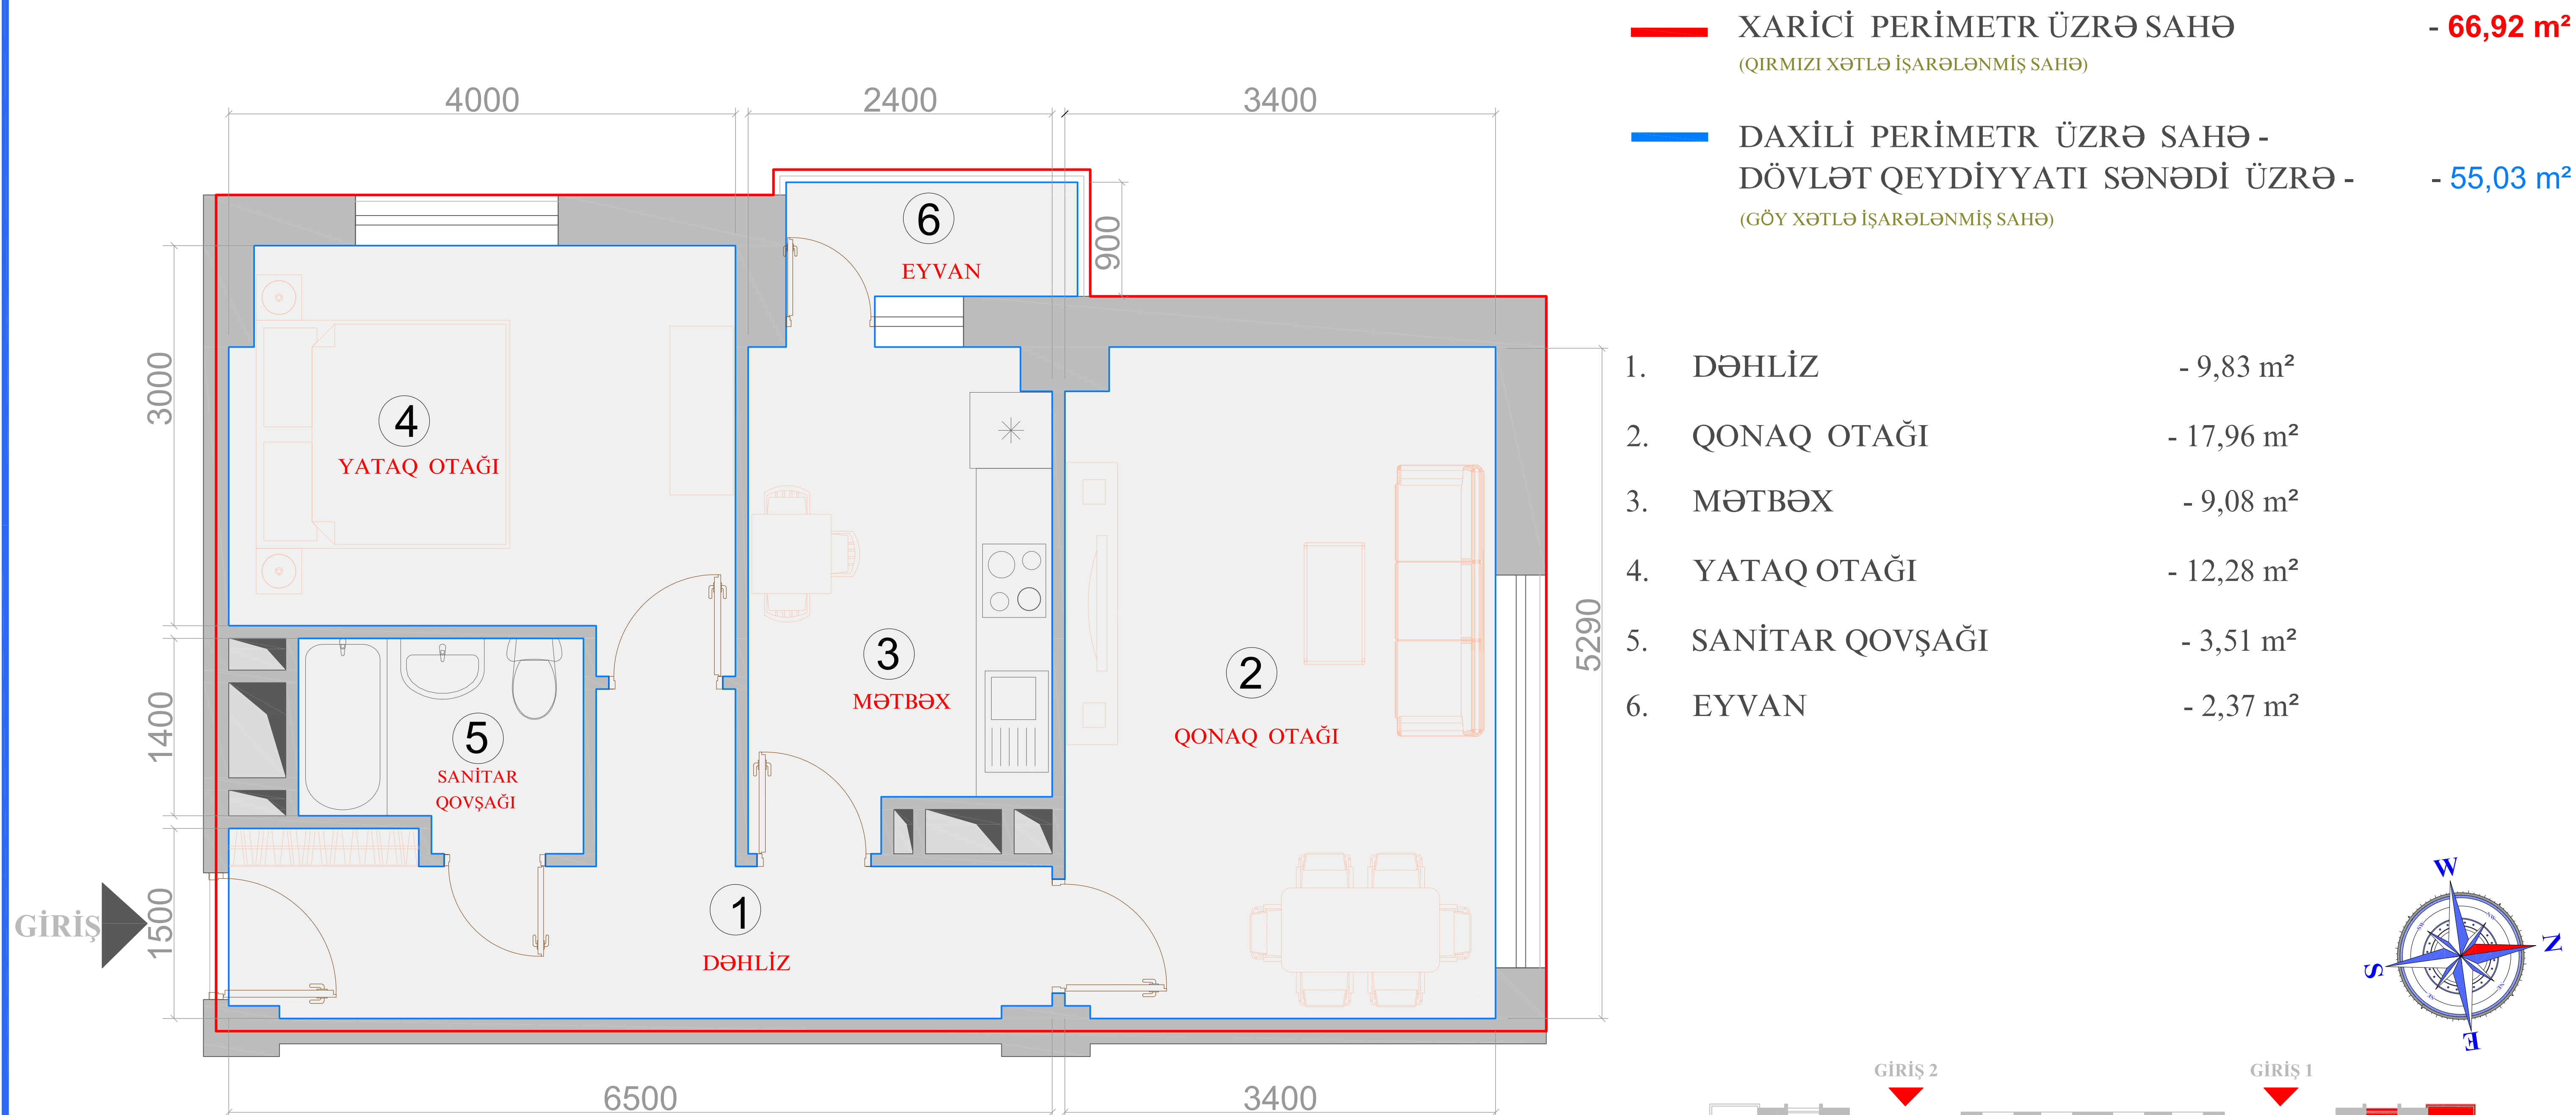 XARİCİ PERİMETR ÜZRƏ SAHƏ - 66,92 m²
(QIRMIZI XƏTLƏ İŞARƏLƏNMİŞ SAHƏ)
DAXİLİ PERİMETR ÜZRƏ SAHƏ -
DÖVLƏT QEYDİYYATI SƏNƏDİ ÜZRƏ - - 55,03 m²
(GÖY XƏTLƏ İŞARƏLƏNMİŞ SAHƏ)
1. DƏHLİZ - 9,83 m²
2. QONAQ OTAĞI - 17,96 m²
3. MƏTBƏX - 9,08 m²
4. YATAQ OTAĞI - 12,28 m²
5. SANİTAR QOVŞAĞI - 3,51 m²
6. EYVAN - 2,37 m²
4000
2400
3400
6
EYVAN
900
3000
4
YATAQ OTAĞI
3
MƏTBƏX
2
QONAQ OTAĞI
5290
1400
5
SANİTAR
QOVŞAĞI
1500
GİRİŞ
1
DƏHLİZ
6500
3400
W
N
S
E
GİRİŞ 2
GİRİŞ 1